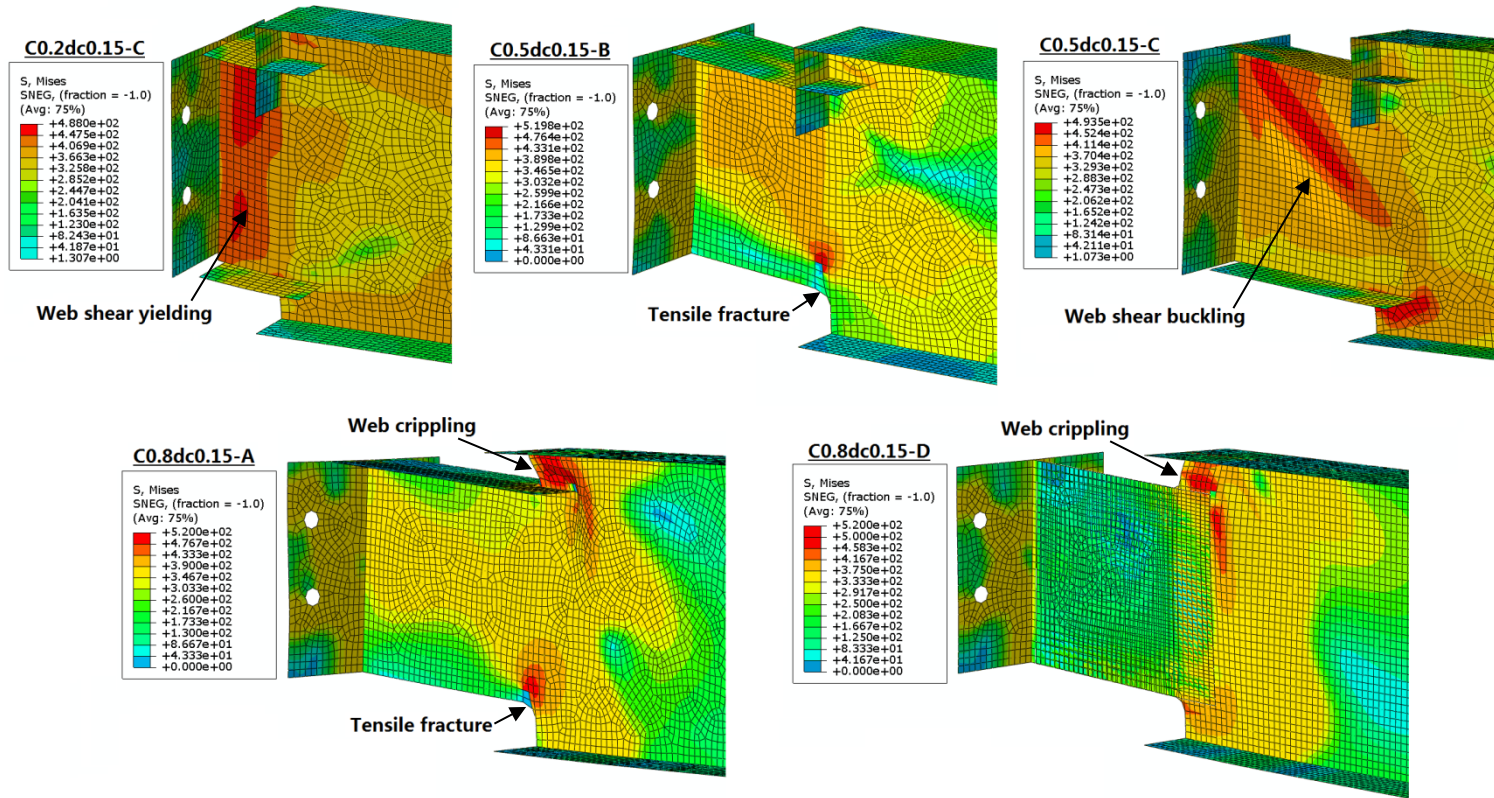 C0.2dc0.15-C
S, Mises
SNEG, (fraction = -1.0)
(Avg: 75%)
+4.880e+02
+4.475e+02
+4.069e+02
+3.663e+02
+3.258e+02
+2.852e+02
+2.447e+02
+2.041e+02
+1.635e+02
+1.230e+02
+8.243e+01
+4.187e+01
+1.307e+00
Web shear yielding
C0.5dc0.15-B
S, Mises
SNEG, (fraction = -1.0)
(Avg: 75%)
+5.198e+02
+4.764e+02
+4.331e+02
+3.898e+02
+3.465e+02
+3.032e+02
+2.599e+02
+2.166e+02
+1.733e+02
+1.299e+02
+8.663e+01
+4.331e+01
+0.000e+00
Tensile fracture
C0.5dc0.15-C
S, Mises
SNEG, (fraction = -1.0)
(Avg: 75%)
+4.935e+02
+4.524e+02
+4.114e+02
+3.704e+02
+3.293e+02
+2.883e+02
+2.473e+02
+2.062e+02
+1.652e+02
+1.242e+02
+8.314e+01
+4.211e+01
+1.073e+00
Web shear buckling
Web crippling
C0.8dc0.15-A
S, Mises
SNEG, (fraction = -1.0)
(Avg: 75%)
+5.200e+02
+4.767e+02
+4.333e+02
+3.900e+02
+3.467e+02
+3.033e+02
+2.600e+02
+2.167e+02
+1.733e+02
+1.300e+02
+8.667e+01
+4.333e+01
+0.000e+00
Tensile fracture
Web crippling
C0.8dc0.15-D
S, Mises
SNEG, (fraction = -1.0)
(Avg: 75%)
+5.200e+02
+5.000e+02
+4.583e+02
+4.167e+02
+3.750e+02
+3.333e+02
+2.917e+02
+2.500e+02
+2.083e+02
+1.667e+02
+1.250e+02
+8.333e+01
+4.167e+01
+0.000e+00